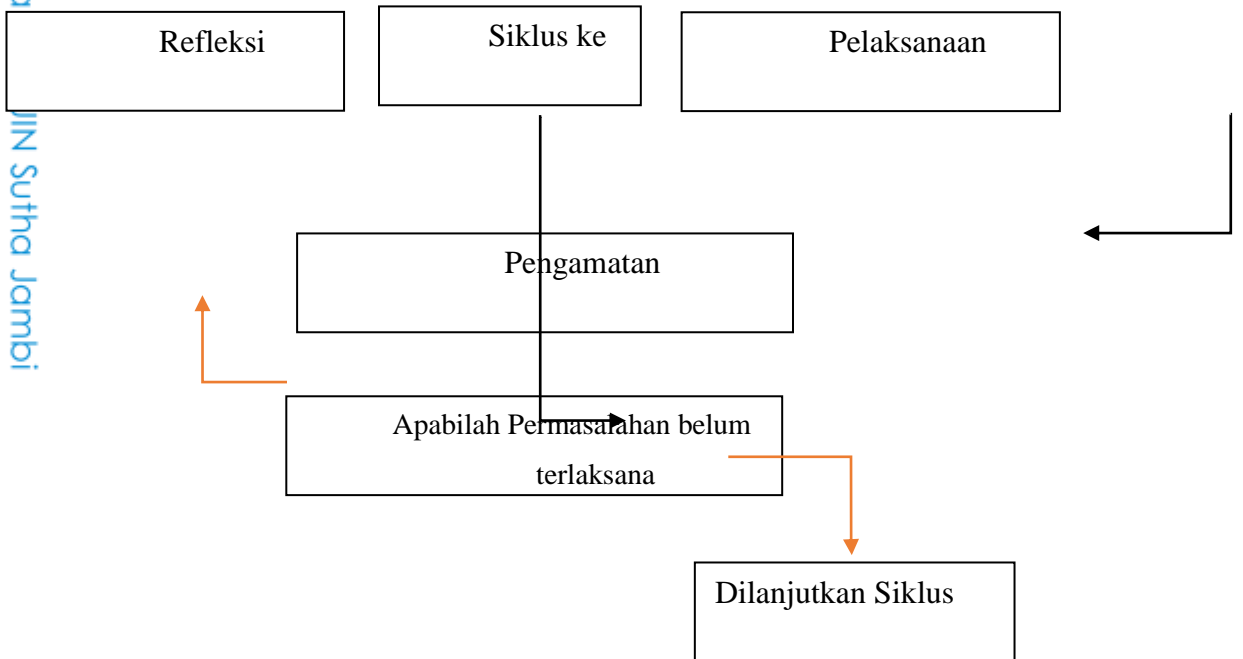 Refleksi
Siklus ke
Pelaksanaan
Pengamatan
Apabilah Permasalahan belum
terlaksana
Dilanjutkan Siklus
Sutha Jambi